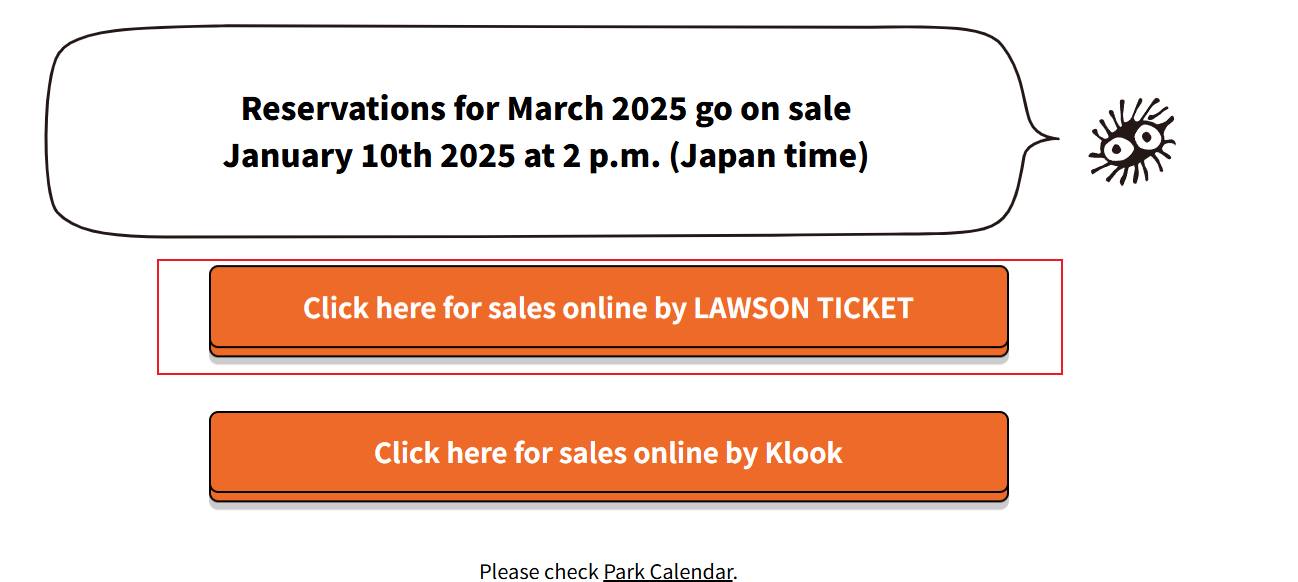 Reservations for March 2025 go on sale
January 10th 2025 at 2 p.m. (Japan time)
Click here for sales online by LAWSON TICKET
Click here for sales online by Klook
Please check Park Calendar.